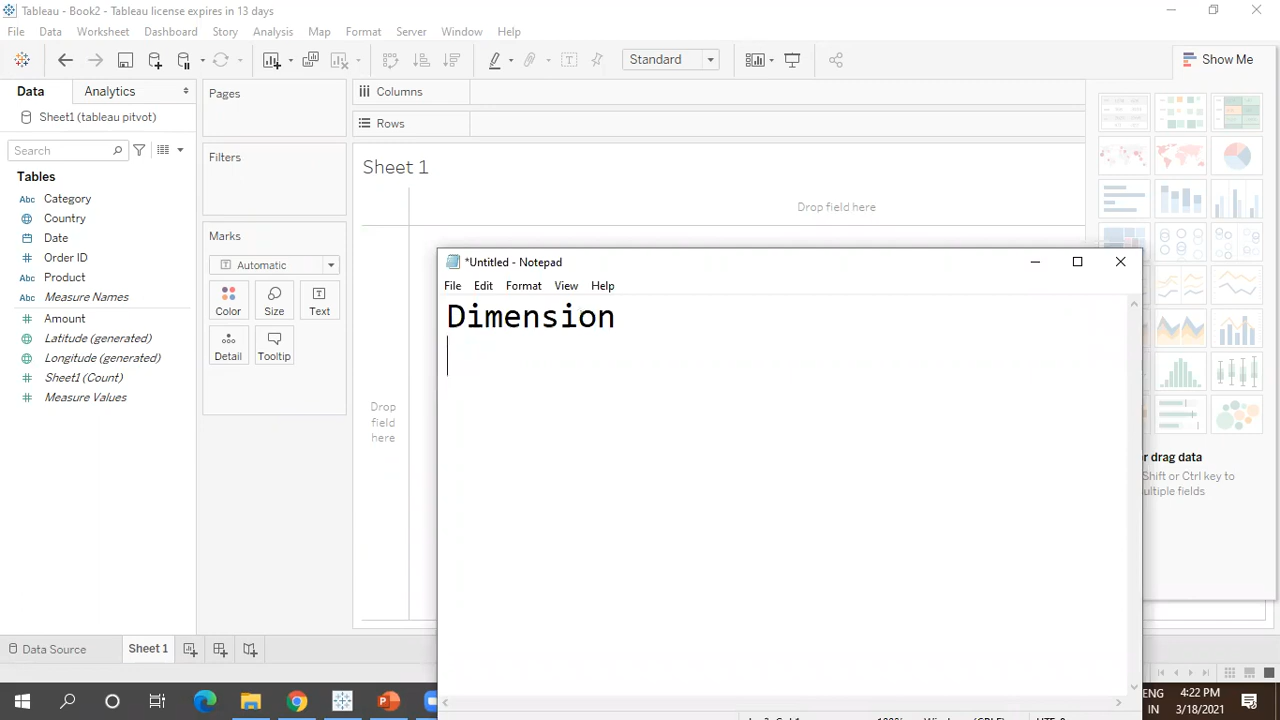 Tableau - Book2 - Tableau license expires in 13 days
File Data Worksheet Dashboard Story Analysis Map Format Server Window Help
Standard
Show Me
Data Analytics
Pages
Columns
Sheet1 (tableau pitvot)
Rows
Search
Filters
Sheet 1
Tables
Abc Category
Country
Drop field here
Date
Marks
Order ID
Automatic
*Untitled - Notepad
Abc Product
File Edit Format View Help
Abc Measure Names
Color Size Text
Dimension
Amount
Latitude (generated)
Detail Tooltip
Longitude (generated)
Sheet1 (Count)
Measure Values
Drop
field
here
r drag data
Shift or Ctrl key to
ultiple fields
Data Source Sheet 1
ENG 4:22 PM
IN 3/18/2021